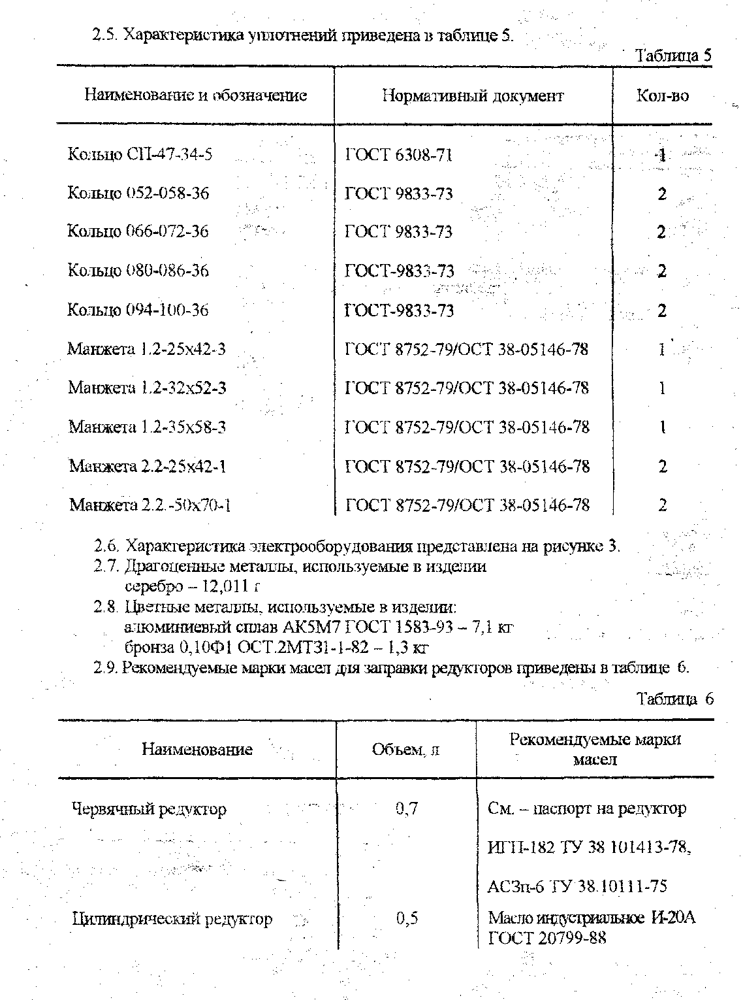 2.5. Характеристика уплотнений приведена в таблице 5.
Таблица 5
Наименование и обозначение Нормативный документ Кол-во
Кольцо СП-47-34-5 ГОСТ 6308-71 1
Кольцо 052-058-36 ГОСТ 9833-73 2
Кольцо 066-072-36 ГОСТ 9833-73 2
Кольцо 080-086-36 ГОСТ-9833-73 2
Кольцо 094-100-36 ГОСТ-9833-73 2
Манжета 1.2-25х42-3 ГОСТ 8752-79/ОСТ 38-05146-78 1
Манжета 1.2-32х52-3 ГОСТ 8752-79/ОСТ 38-05146-78 1
Манжета 1.2-35х58-3 ГОСТ 8752-79/ОСТ 38-05146-78 1
Манжета 2.2-25х42-1 ГОСТ 8752-79/ОСТ 38-05146-78 2
Манжета 2.2.-50х70-1 ГОСТ 8752-79/ОСТ 38-05146-78 2
2.6. Характеристика электрооборудования представлена на рисунке 3.
2.7. Драгоценные металлы, используемые в изделии
серебро – 12,011 г
2.8. Цветные металлы, используемые в изделии:
алюминиевый сплав АК5М7 ГОСТ 1583-93 – 7,1 кг
бронза 0,10Ф1 ОСТ.2МТ31-1-82 – 1,3 кг
2.9. Рекомендуемые марки масел для заправки редукторов приведены в таблице 6.
Таблица 6
Наименование Объем, л Рекомендуемые марки
масел
Червячный редуктор 0,7 См. – паспорт на редуктор
ИГП-182 ТУ 38 101413-78,
АСЗп-6 ТУ 38.10111-75
Цилиндрический редуктор 0,5 Масло индустриальное И-20А
ГОСТ 20799-88